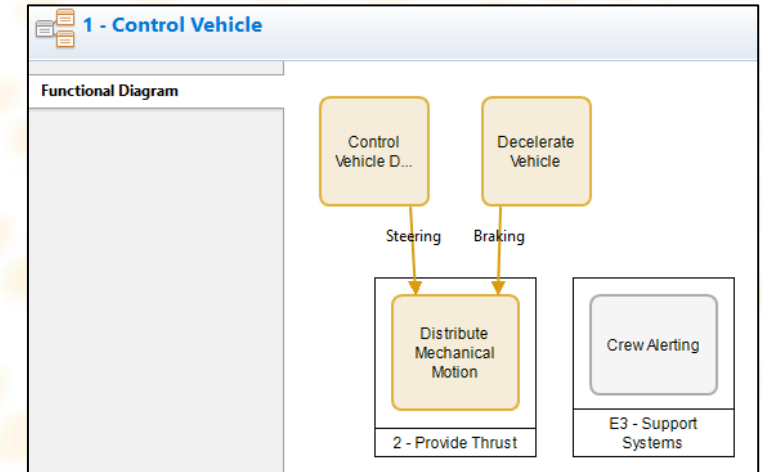 1 - Control Vehicle
Functional Diagram
Control
Vehicle D...
Decelerate
Vehicle
Steering
Braking
Distribute
Mechanical
Motion
2 - Provide Thrust
Crew Alerting
E3 - Support
Systems